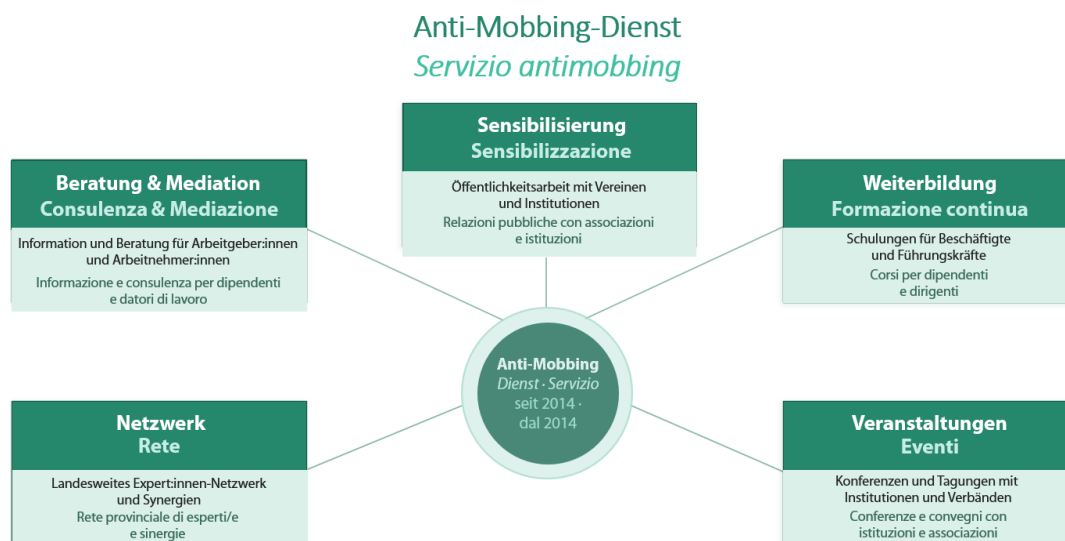 Anti-Mobbing-Dienst
Servizio antimobbing
Sensibilisierung
Sensibilizzazione
Öffentlichkeitsarbeit mit Vereinen
und Institutionen
Relazioni pubbliche con associazioni
e istituzioni
Beratung & Mediation
Consulenza & Mediazione
Information und Beratung für Arbeitgeber:innen
und Arbeitnehmer:innen
Informazione e consulenza per dipendenti
e datori di lavoro
Weiterbildung
Formazione continua
Schulungen für Beschäftigte
und Führungskräfte
Corsi per dipendenti
e dirigenti
Anti-Mobbing
Dienst · Servizio
seit 2014 ·
dal 2014
Netzwerk
Rete
Landesweites Expert:innen-Netzwerk
und Synergien
Rete provinciale di esperti/e
e sinergie
Veranstaltungen
Eventi
Konferenzen und Tagungen mit
Institutionen und Verbänden
Conferenze e convegni con
istituzioni e associazioni